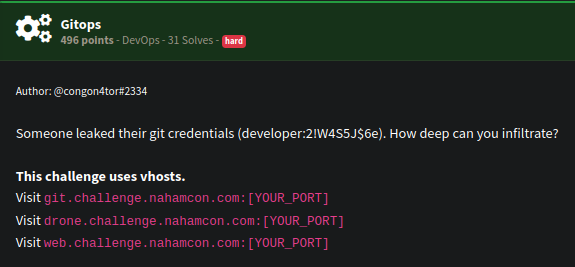 Gitops
496 points - DevOps - 31 Solves - hard
Author: @congon4tor#2334
Someone leaked their git credentials (developer:2!W4S5J$6e). How deep can you infiltrate?
This challenge uses vhosts.
Visit git.challenge.nahamcon.com:[YOUR_PORT]
Visit drone.challenge.nahamcon.com:[YOUR_PORT]
Visit web.challenge.nahamcon.com:[YOUR_PORT]